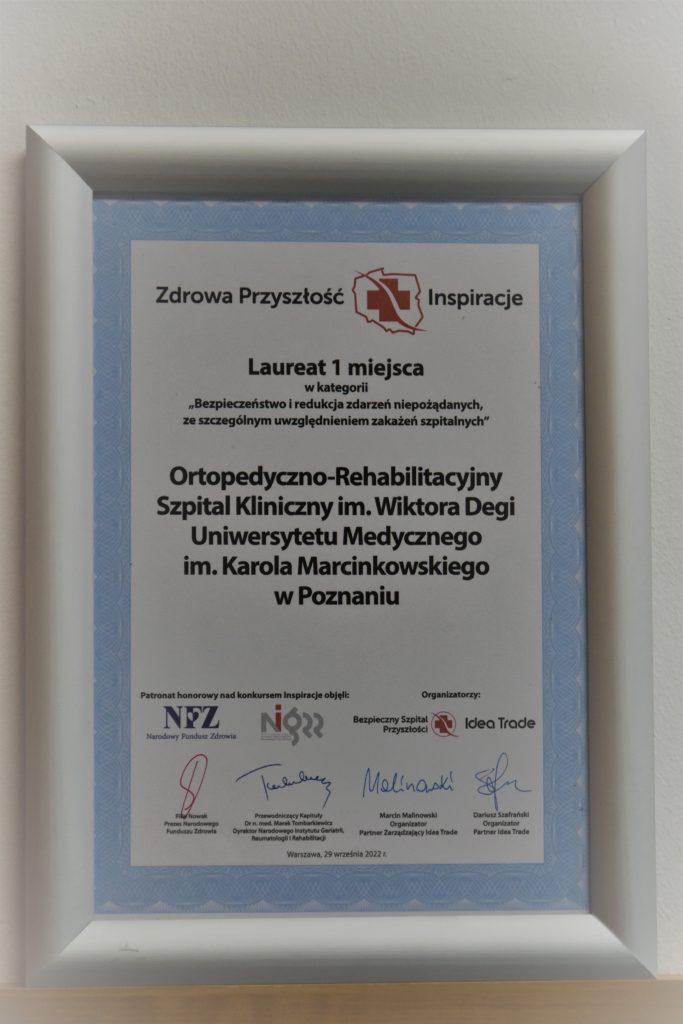 Zdrowa Przyszłość Inspiracje
Laureat 1 miejsca
w kategorii
„Bezpieczeństwo i redukcja zdarzeń niepożądanych,
ze szczególnym uwzględnieniem zakażeń szpitalnych”
Ortopedyczno-Rehabilitacyjny
Szpital Kliniczny im. Wiktora Degi
Uniwersytetu Medycznego
im. Karola Marcinkowskiego
w Poznaniu
Patronat honorowy nad konkursem Inspiracje objęli:
NFZ
Narodowy Fundusz Zdrowia
Organizatorzy:
Bezpieczny Szpital
Przyszłości
Idea Trade
Malinowski
Filip Nowak
Prezes Narodowego
Funduszu Zdrowia
Przewodniczący Kapituły
Dr n. med. Marek Tombarkiewicz
Dyrektor Narodowego Instytutu Geriatrii,
Reumatologii i Rehabilitacji
Marcin Malinowski
Organizator
Partner Zarządzający Idea Trade
Dariusz Szafrański
Organizator
Partner Idea Trade
Warszawa, 29 września 2022 r.